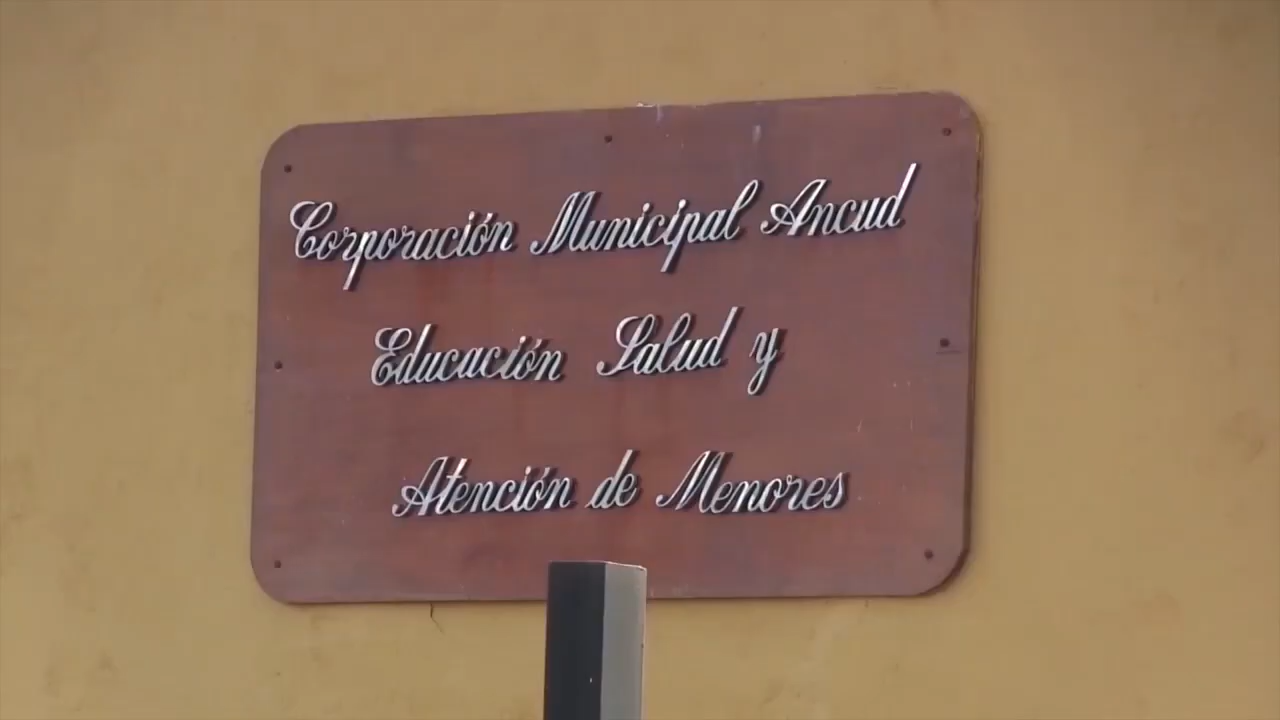 Corporación Municipal Ancud
Educación Salud y
Atención de Menores